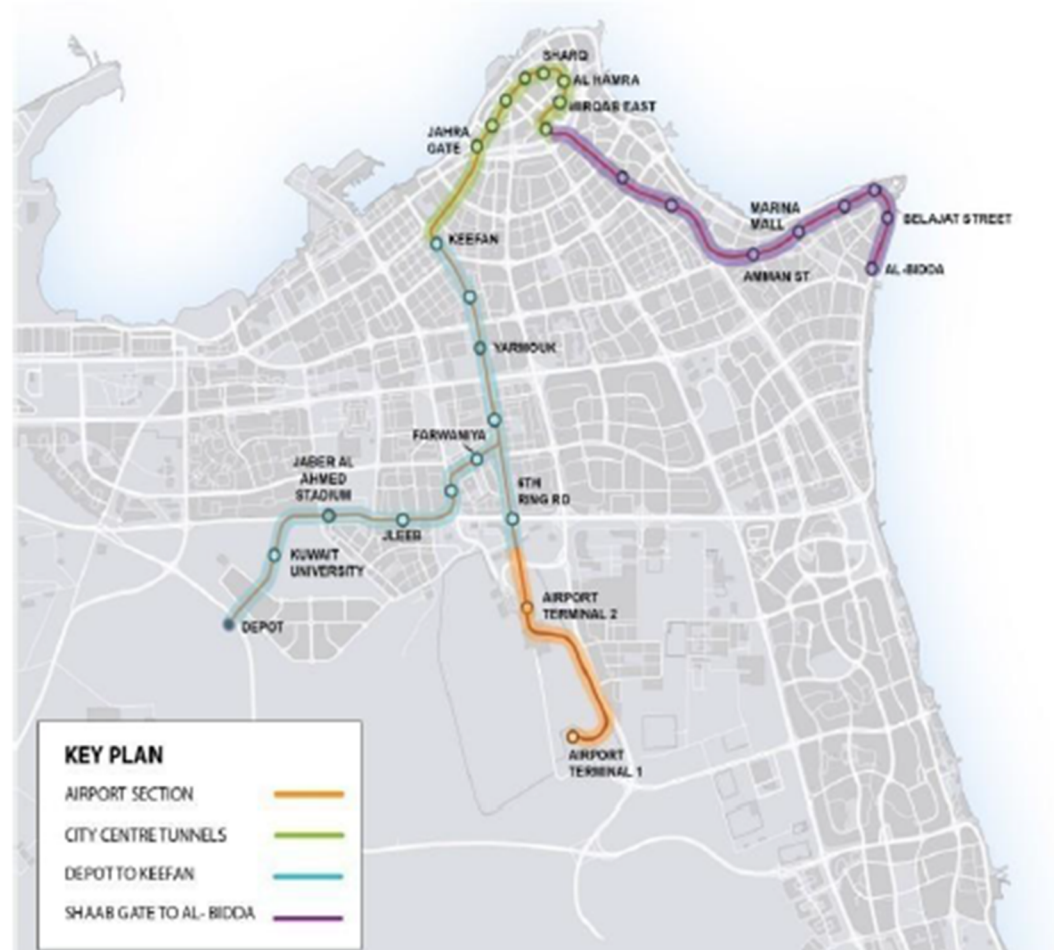 SHARQ
AL HAMRA
MIRQAB EAST
JAHRA
GATE
KEEFAN
MARINA
MALL
BELAJAT STREET
AMMAN ST
AL-BIDDA
YARMOUK
FARWANIYA
JABER AL
AHMED
STADIUM
6TH
RING RD
JLEEB
KUWAIT
UNIVERSITY
AIRPORT
TERMINAL 2
DEPOT
AIRPORT
TERMINAL 1
KEY PLAN
AIRPORT SECTION
CITY CENTRE TUNNELS
DEPOT TO KEEFAN
SHAAB GATE TO AL- BIDDA